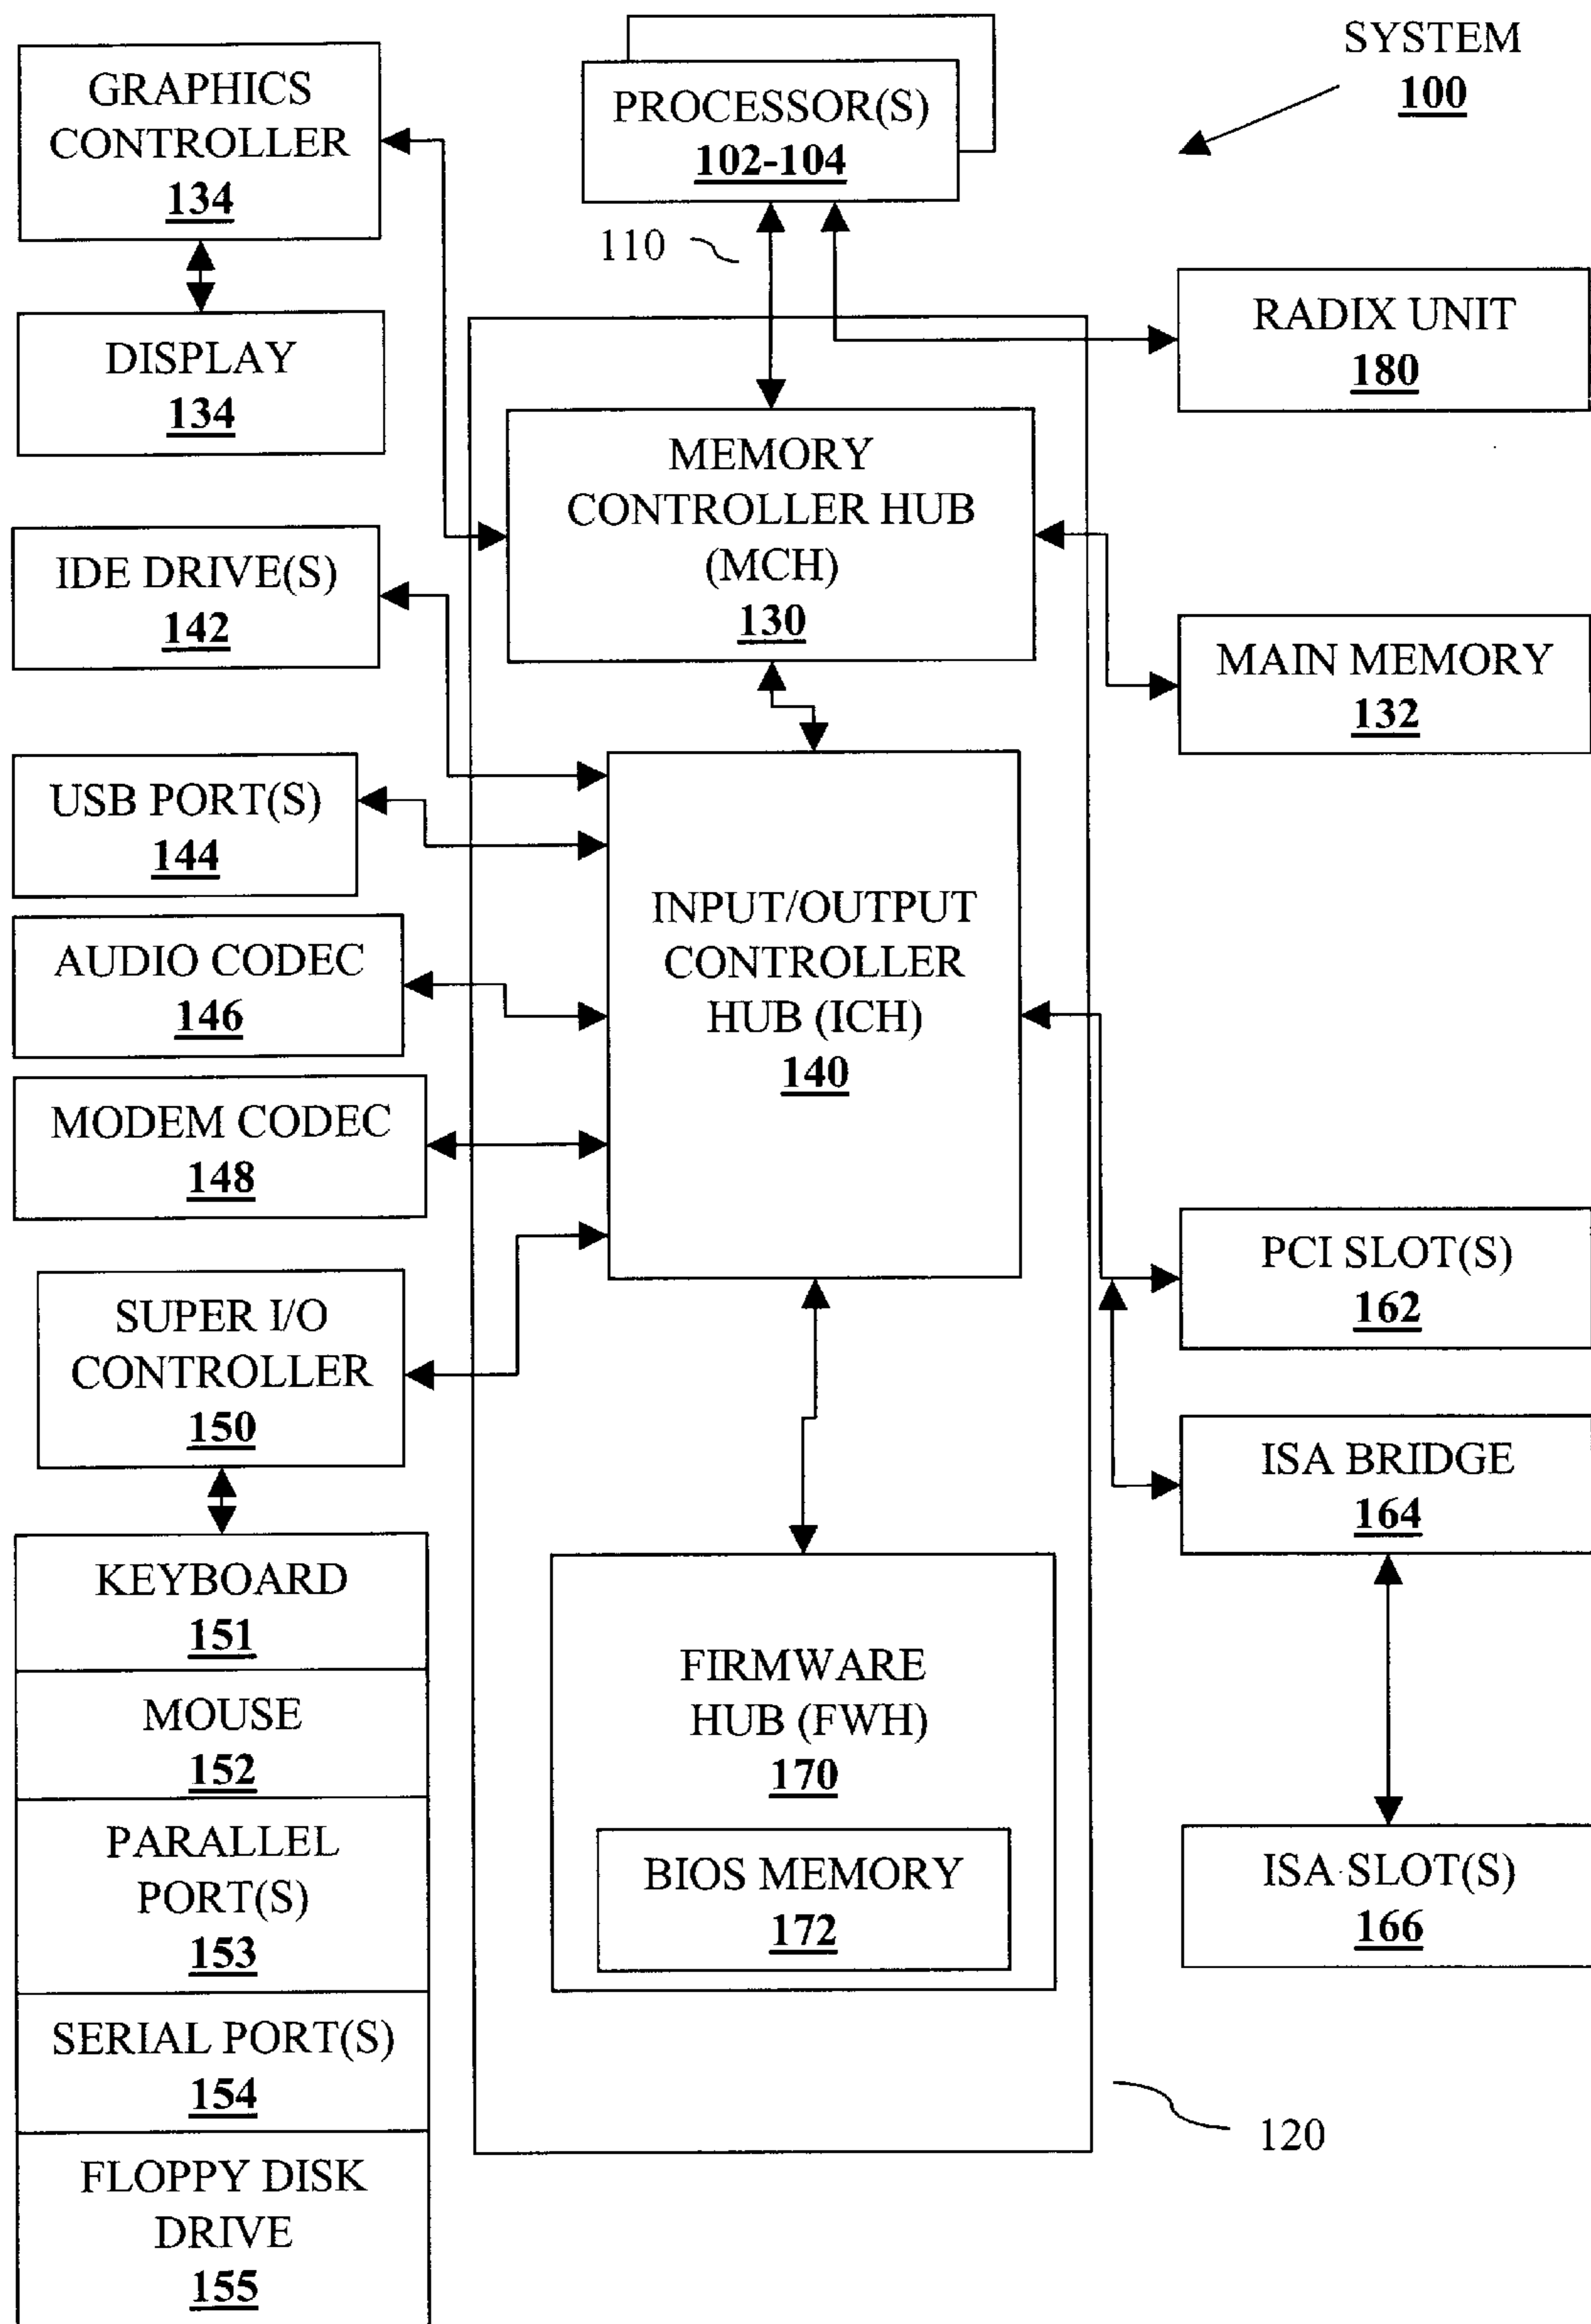 SYSTEM
100
GRAPHICS
CONTROLLER
134
PROCESSOR(S)
102-104
110
DISPLAY
134
RADIX UNIT
180
MEMORY
CONTROLLER HUB
(MCH)
130
IDE DRIVE(S)
142
MAIN MEMORY
132
USB PORT(S)
144
INPUT/OUTPUT
CONTROLLER
HUB (ICH)
140
AUDIO CODEC
146
MODEM CODEC
148
PCI SLOT(S)
162
SUPER I/O
CONTROLLER
150
ISA BRIDGE
164
KEYBOARD
151
MOUSE
152
PARALLEL
PORT(S)
153
SERIAL PORT(S)
154
FLOPPY DISK
DRIVE
155
FIRMWARE
HUB (FWH)
170
BIOS MEMORY
172
ISA SLOT(S)
166
120